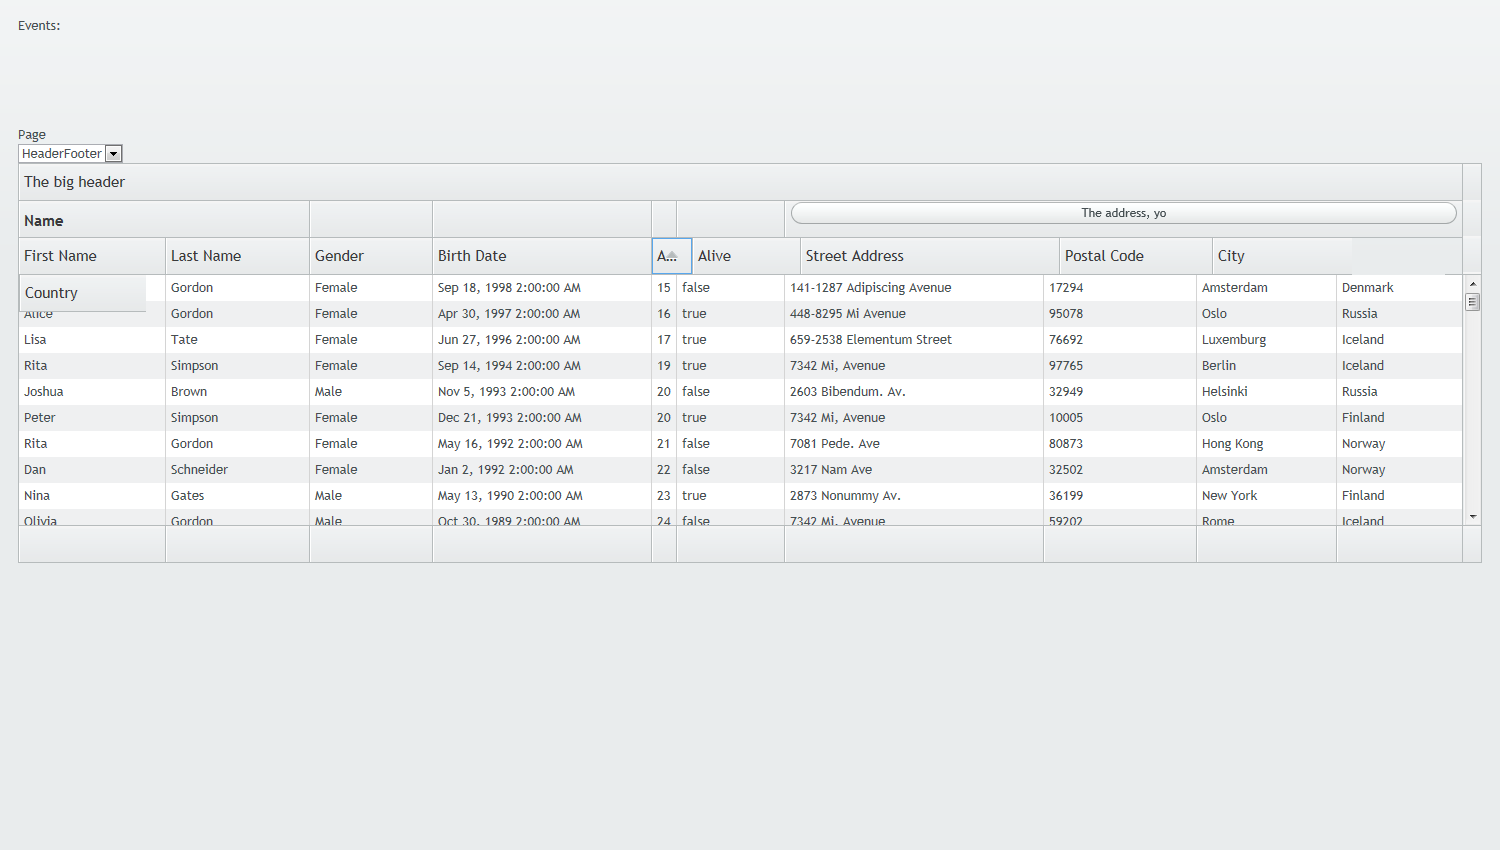 Events:
Page
HeaderFooter
The big header
Name The address, yo
First Name Last Name Gender Birth Date A... Alive Street Address Postal Code City
Country Gordon Female Sep 18, 1998 2:00:00 AM 15 false 141-1287 Adipiscing Avenue 17294 Amsterdam Denmark
Alice Gordon Female Apr 30, 1997 2:00:00 AM 16 true 448-8295 Mi Avenue 95078 Oslo Russia
Lisa Tate Female Jun 27, 1996 2:00:00 AM 17 true 659-2538 Elementum Street 76692 Luxemburg Iceland
Rita Simpson Female Sep 14, 1994 2:00:00 AM 19 true 7342 Mi, Avenue 97765 Berlin Iceland
Joshua Brown Male Nov 5, 1993 2:00:00 AM 20 false 2603 Bibendum. Av. 32949 Helsinki Russia
Peter Simpson Female Dec 21, 1993 2:00:00 AM 20 true 7342 Mi, Avenue 10005 Oslo Finland
Rita Gordon Female May 16, 1992 2:00:00 AM 21 false 7081 Pede. Ave 80873 Hong Kong Norway
Dan Schneider Female Jan 2, 1992 2:00:00 AM 22 false 3217 Nam Ave 32502 Amsterdam Norway
Nina Gates Male May 13, 1990 2:00:00 AM 23 true 2873 Nonummy Av. 36199 New York Finland
Olivia Gordon Male Oct 30, 1989 2:00:00 AM 24 false 7342 Mi, Avenue 59202 Rome Iceland